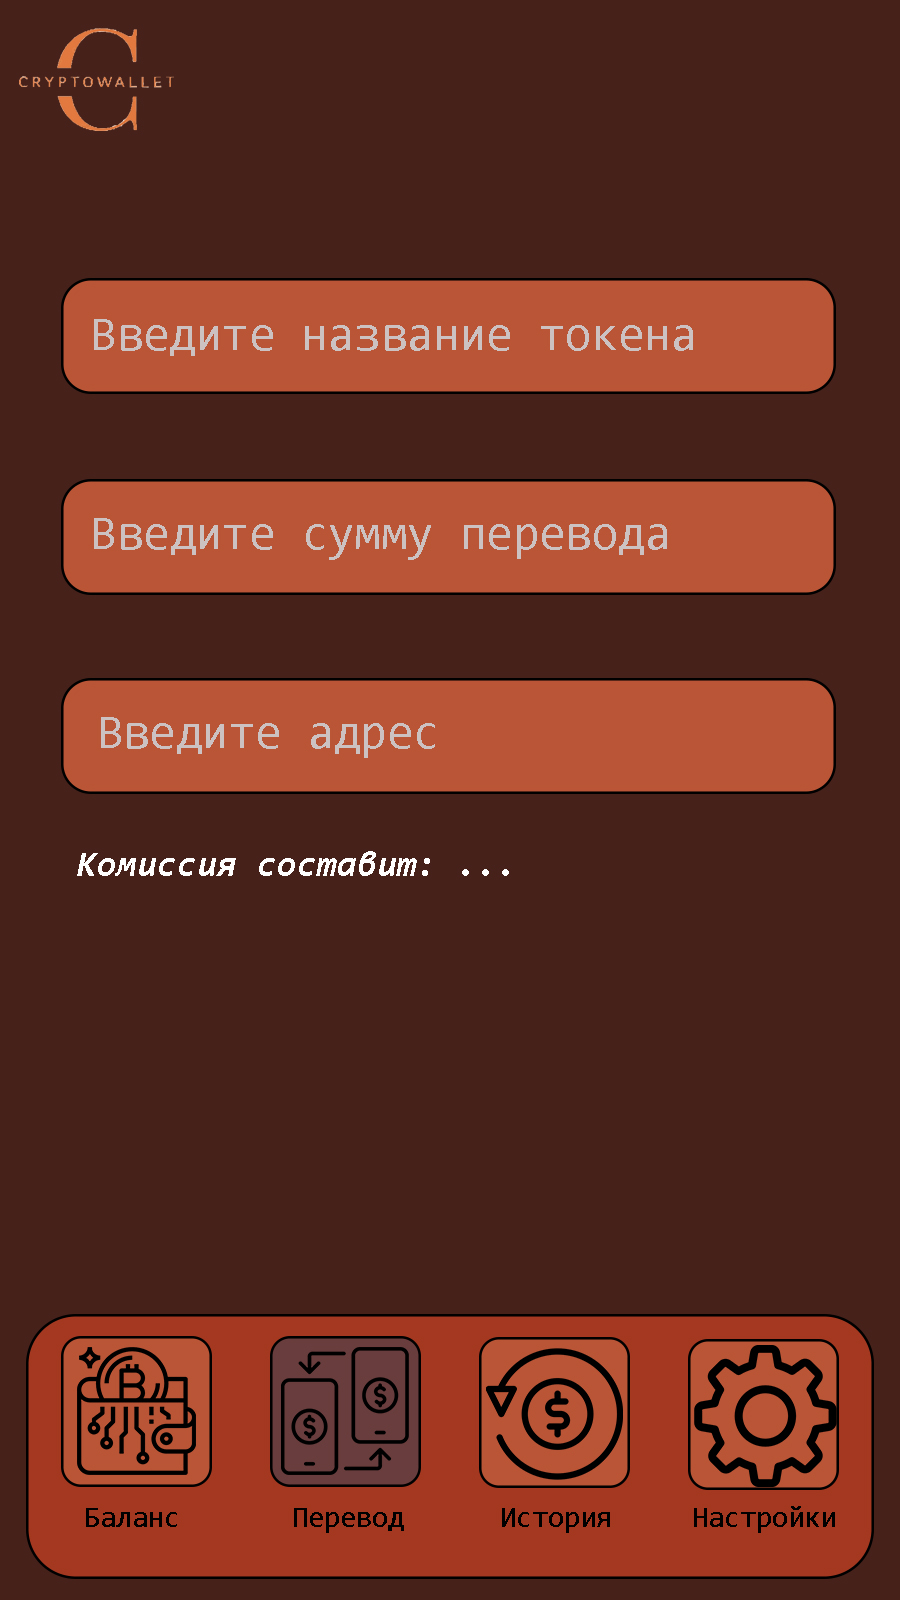 CRYPTOWALLET
Введите название токена
Введите сумму перевода
Введите адрес
Комиссия составит: ...
Баланс Перевод История Настройки